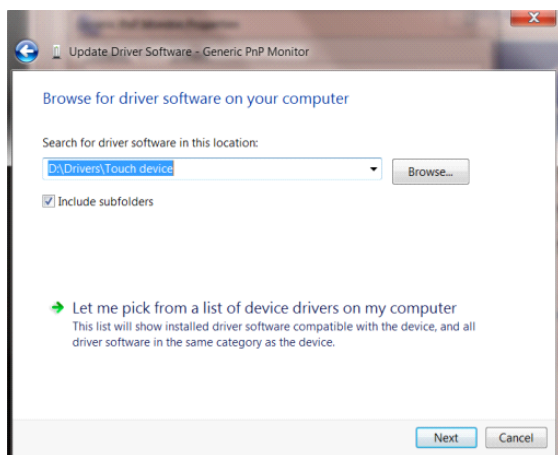 Update Driver Software - Generic PnP Monitor
Browse for driver software on your computer
Search for driver software in this location:
D:\Drivers\Touch device
Browse...
Include subfolders
Let me pick from a list of device drivers on my computer
This list will show installed driver software compatible with the device, and all
driver software in the same category as the device.
Next
Cancel